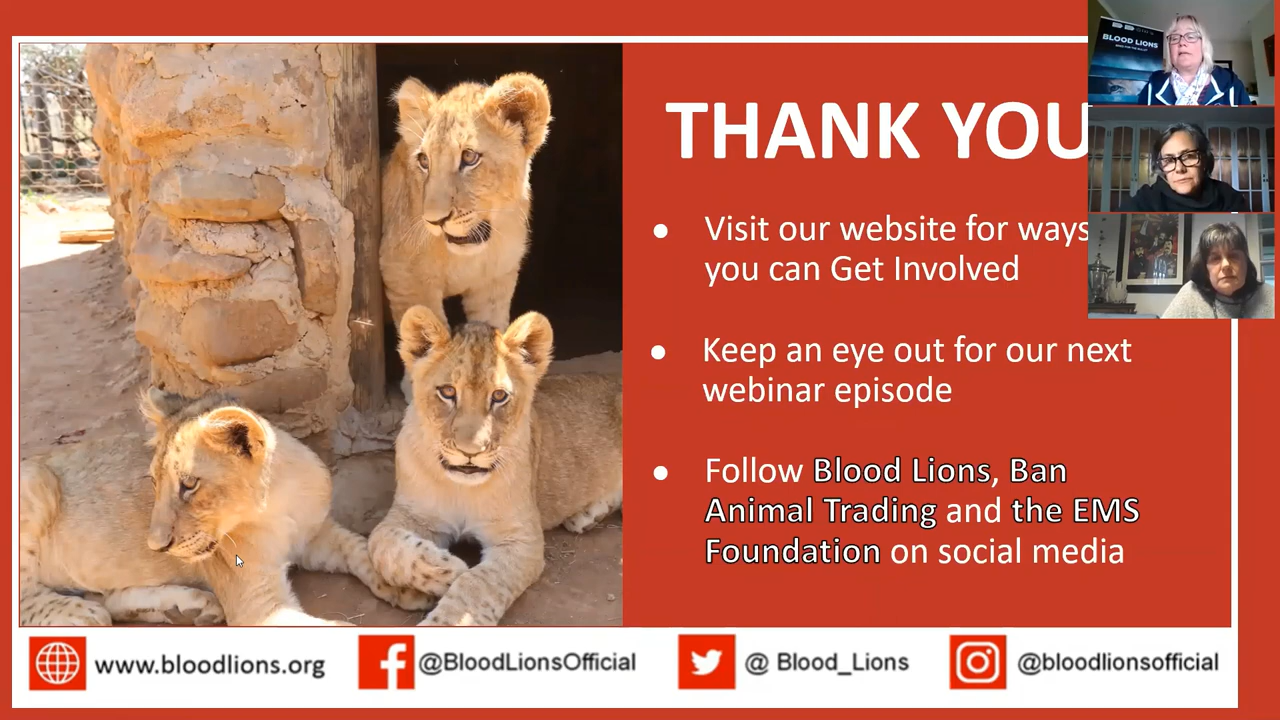 THANK YOU
● Visit our website for ways
you can Get Involved
● Keep an eye out for our next
webinar episode
● Follow Blood Lions, Ban
Animal Trading and the EMS
Foundation on social media
www.bloodlions.org
@BloodLionsOfficial
@ Blood_Lions
@bloodlionsofficial
BLOOD LIONS